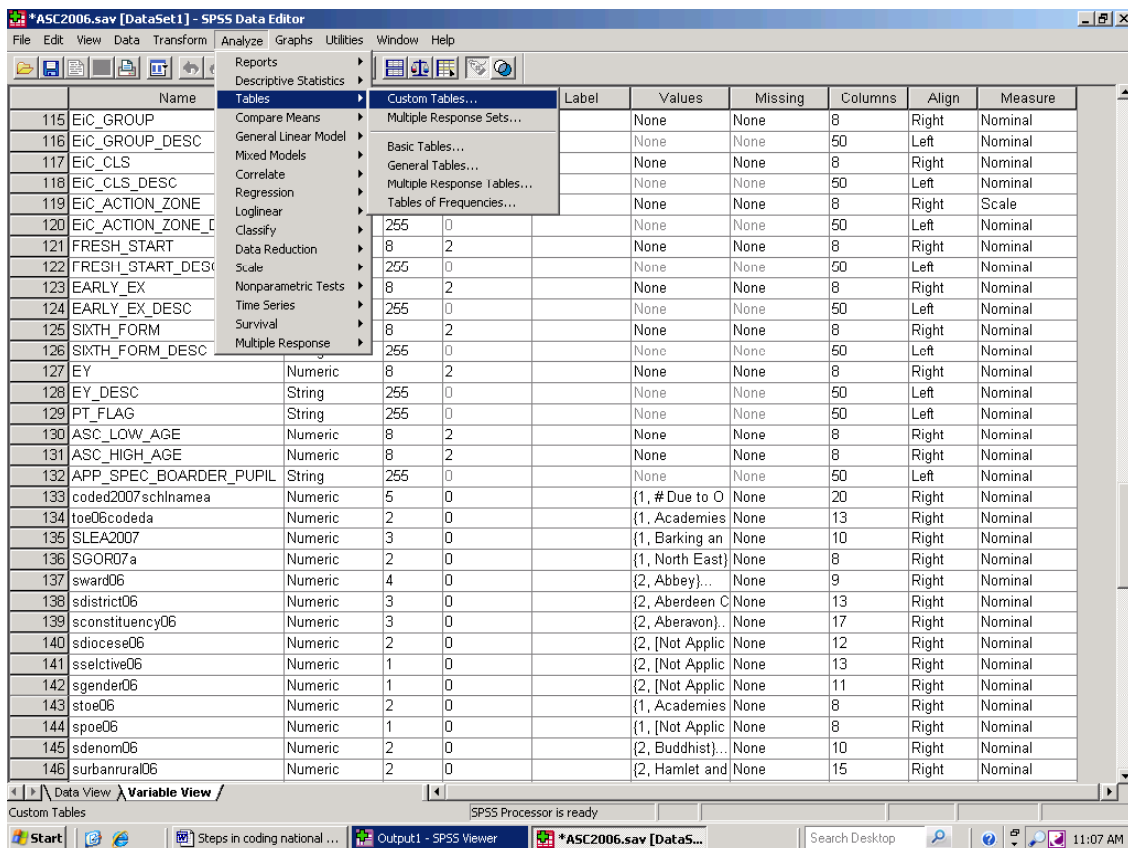 *ASC2006.sav [DataSet1] - SPSS Data Editor
File Edit View Data Transform Analyze Graphs Utilities Window Help
Reports
Descriptive Statistics
Tables
Compare Means
General Linear Model
Mixed Models
Correlate
Regression
Loglinear
Classify
Data Reduction
Scale
Nonparametric Tests
Time Series
Survival
Multiple Response
Custom Tables...
Multiple Response Sets...
Basic Tables...
General Tables...
Multiple Response Tables...
Tables of Frequencies...
Name Label Values Missing Columns Align Measure
115 EiC_GROUP None None 8 Right Nominal
116 EiC_GROUP_DESC None None 50 Left Nominal
117 EiC_CLS None None 8 Right Nominal
118 EiC_CLS_DESC None None 50 Left Nominal
119 EiC_ACTION_ZONE None None 8 Right Scale
120 EiC_ACTION_ZONE_D 255 0 None None 50 Left Nominal
121 FRESH_START 8 2 None None 8 Right Nominal
122 FRESH_START_DESC 255 0 None None 50 Left Nominal
123 EARLY_EX 8 2 None None 8 Right Nominal
124 EARLY_EX_DESC 255 0 None None 50 Left Nominal
125 SIXTH_FORM 8 2 None None 8 Right Nominal
126 SIXTH_FORM_DESC 255 0 None None 50 Left Nominal
127 EY Numeric 8 2 None None 8 Right Nominal
128 EY_DESC String 255 0 None None 50 Left Nominal
129 PT_FLAG String 255 0 None None 50 Left Nominal
130 ASC_LOW_AGE Numeric 8 2 None None 8 Right Nominal
131 ASC_HIGH_AGE Numeric 8 2 None None 8 Right Nominal
132 APP_SPEC_BOARDER_PUPIL String 255 0 None None 50 Left Nominal
133 coded2007schlnamea Numeric 5 0 {1, # Due to O None 20 Right Nominal
134 toe06codeda Numeric 2 0 {1, Academies None 13 Right Nominal
135 SLEA2007 Numeric 3 0 {1, Barking an None 10 Right Nominal
136 SGOR07a Numeric 2 0 {1, North East} None 8 Right Nominal
137 sward06 Numeric 4 0 {2, Abbey}... None 9 Right Nominal
138 sdistrict06 Numeric 3 0 {2, Aberdeen C None 13 Right Nominal
139 sconstituency06 Numeric 3 0 {2, Aberavon}.. None 17 Right Nominal
140 sdiocese06 Numeric 2 0 {2, [Not Applic None 12 Right Nominal
141 sselctive06 Numeric 1 0 {2, [Not Applic None 13 Right Nominal
142 sgender06 Numeric 1 0 {2, [Not Applic None 11 Right Nominal
143 stoe06 Numeric 2 0 {1, Academies None 8 Right Nominal
144 spoe06 Numeric 1 0 {1, [Not Applic None 8 Right Nominal
145 sdenom06 Numeric 2 0 {2, Buddhist}... None 10 Right Nominal
146 surbanrural06 Numeric 2 0 {2, Hamlet and None 15 Right Nominal
Data View Variable View
Custom Tables SPSS Processor is ready
Start Steps in coding national ... Output1 - SPSS Viewer *ASC2006.sav [DataS... Search Desktop 11:07 AM